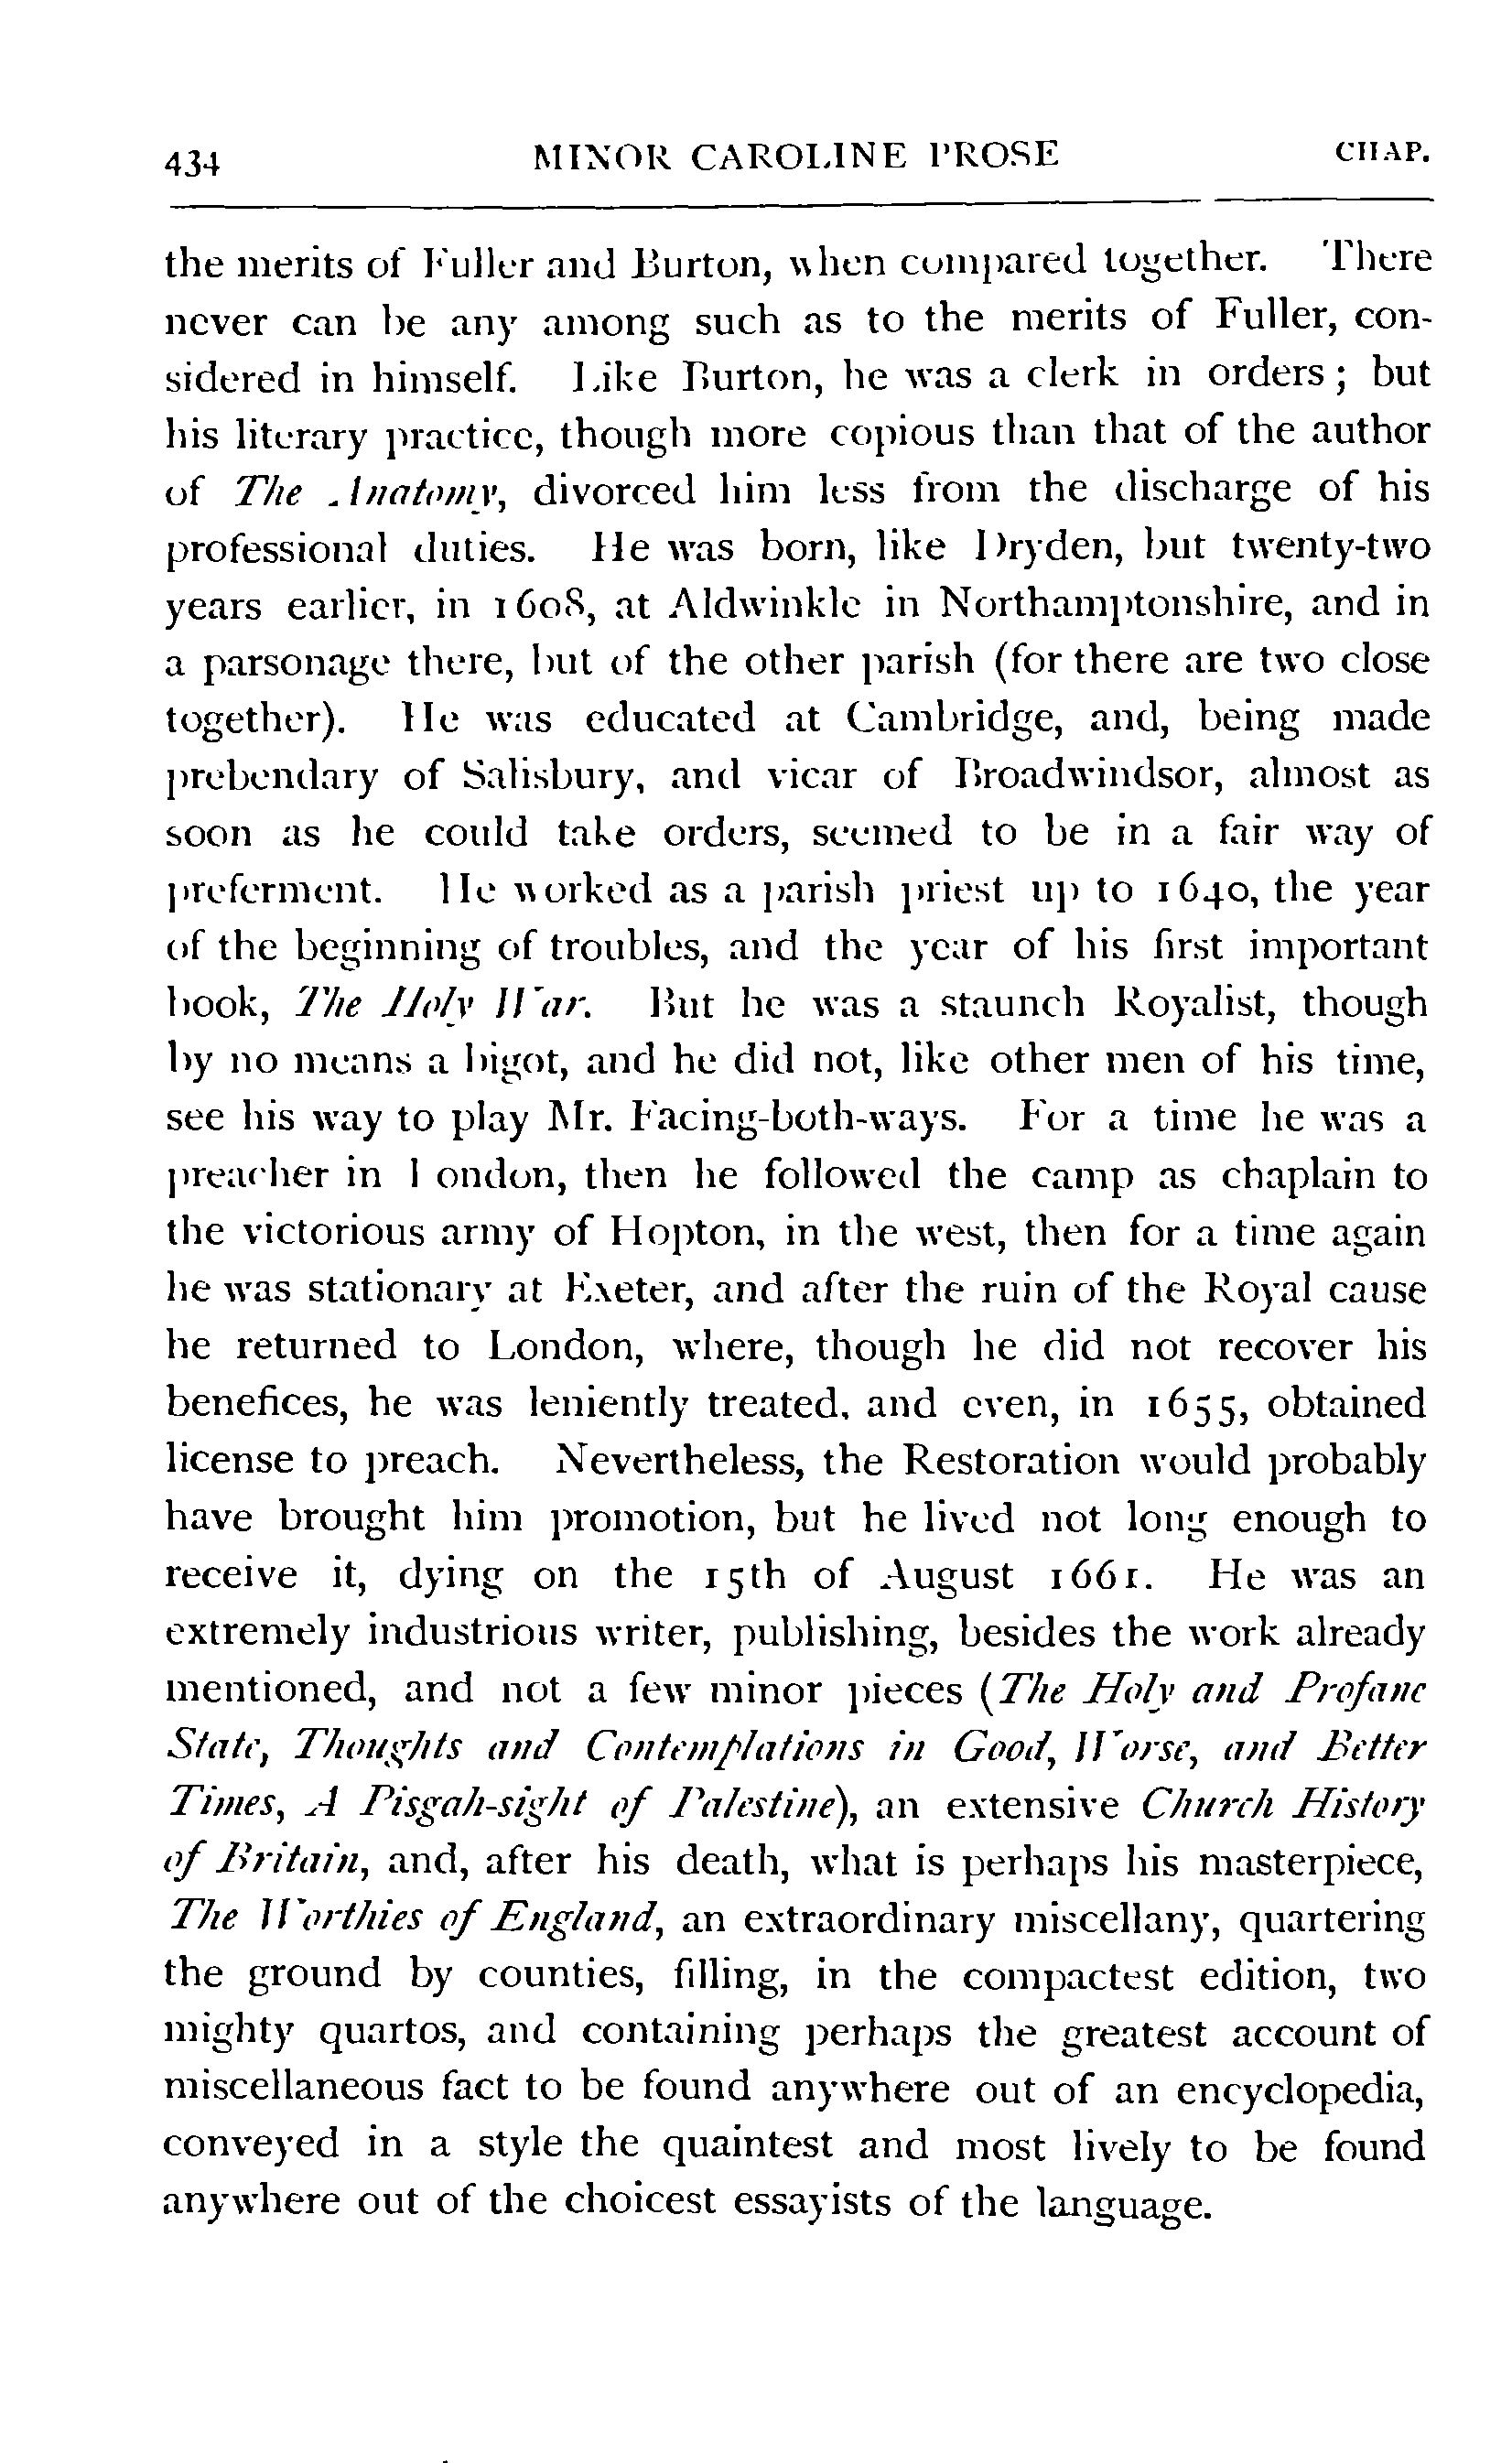 434 MINOR CAROLINE PROSE CHAP.
the merits of Fuller and Burton, when compared together. There
never can be any among such as to the merits of Fuller, con-
sidered in himself. Like Burton, he was a clerk in orders; but
his literary practice, though more copious than that of the author
of The Anatomy, divorced him less from the discharge of his
professional duties. He was born, like Dryden, but twenty-two
years earlier, in 1608, at Aldwinkle in Northamptonshire, and in
a parsonage there, but of the other parish (for there are two close
together). He was educated at Cambridge, and, being made
prebendary of Salisbury, and vicar of Broadwindsor, almost as
soon as he could take orders, seemed to be in a fair way of
preferment. He worked as a parish priest up to 1640, the year
of the beginning of troubles, and the year of his first important
book, The Holy War. But he was a staunch Royalist, though
by no means a bigot, and he did not, like other men of his time,
see his way to play Mr. Facing-both-ways. For a time he was a
preacher in London, then he followed the camp as chaplain to
the victorious army of Hopton, in the west, then for a time again
he was stationary at Exeter, and after the ruin of the Royal cause
he returned to London, where, though he did not recover his
benefices, he was leniently treated, and even, in 1655, obtained
license to preach. Nevertheless, the Restoration would probably
have brought him promotion, but he lived not long enough to
receive it, dying on the 15th of August 1661. He was an
extremely industrious writer, publishing, besides the work already
mentioned, and not a few minor pieces (The Holy and Profane
State, Thoughts and Contemplations in Good, Worse, and Better
Times, A Pisgah-sight of Palestine), an extensive Church History
of Britain, and, after his death, what is perhaps his masterpiece,
The Worthies of England, an extraordinary miscellany, quartering
the ground by counties, filling, in the compactest edition, two
mighty quartos, and containing perhaps the greatest account of
miscellaneous fact to be found anywhere out of an encyclopedia,
conveyed in a style the quaintest and most lively to be found
anywhere out of the choicest essayists of the language.